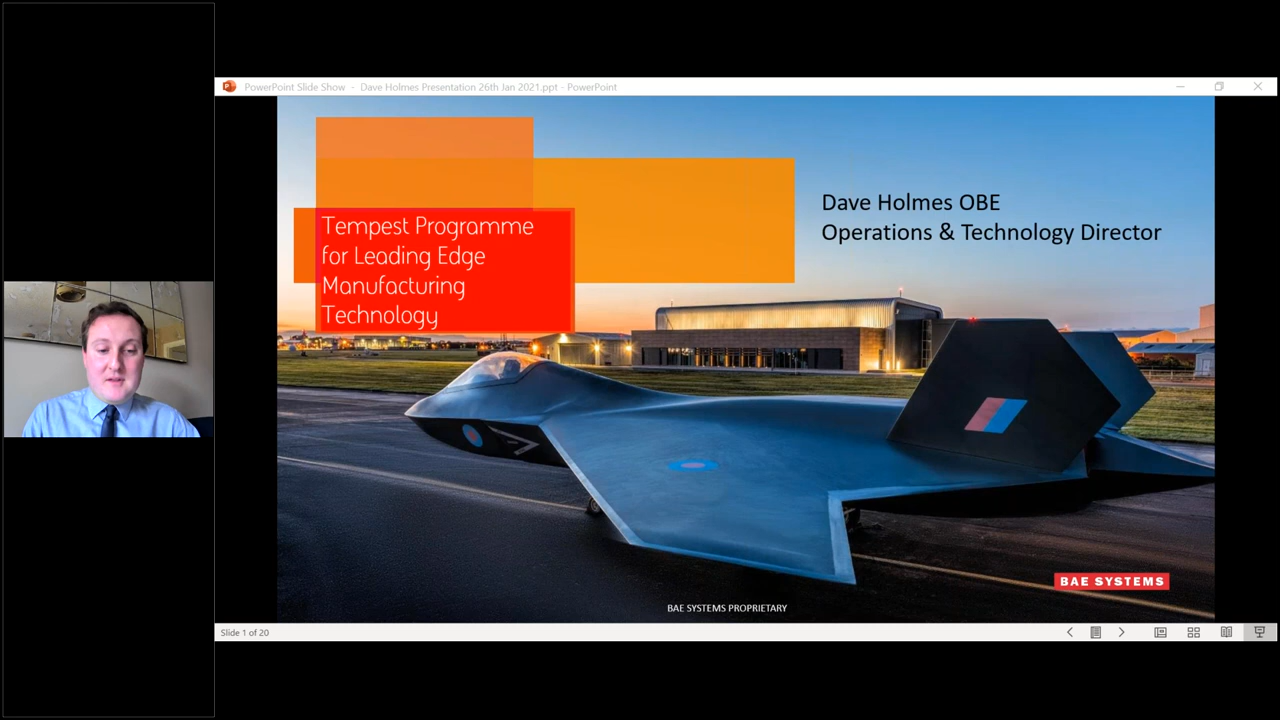 PowerPoint Slide Show - Dave Holmes Presentation 26th Jan 2021.ppt - PowerPoint
Tempest Programme
for Leading Edge
Manufacturing
Technology
Dave Holmes OBE
Operations & Technology Director
BAE SYSTEMS
BAE SYSTEMS PROPRIETARY
Slide 1 of 20